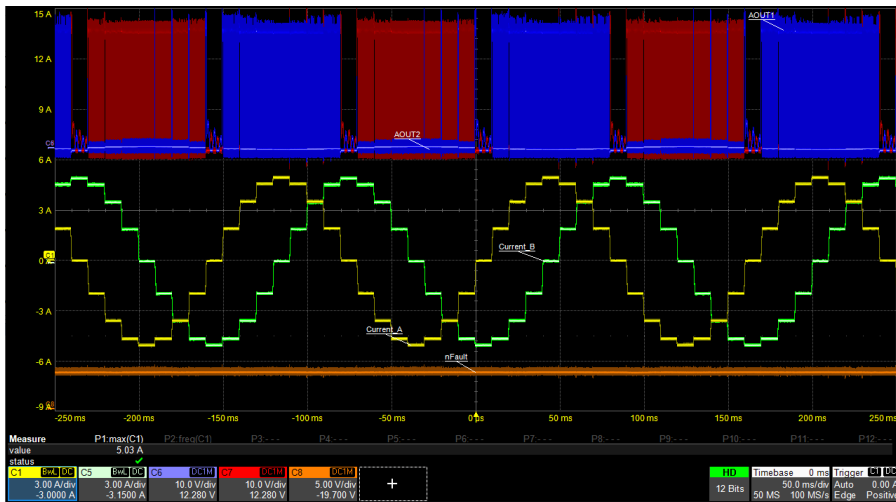 15 A
AOUT1
12 A
9 A
C6
AOUT2
6 A
3 A
Current_B
C1
0 A
-3 A
Current_A
nFault
-6 A
-9 A
-250 ms -200 ms -150 ms -100 ms -50 ms 0 ms 50 ms 100 ms 150 ms 200 ms 250 ms
Measure P1:max(C1) P2:freq(C1) P3:--- P4:--- P5:--- P6:--- P7:--- P8:--- P9:--- P10:--- P11:--- P12:---
value 5.03 A
status
C1 BwL DC C5 BwL DC C6 DC1M C7 DC1M C8 DC1M HD Timebase 0 ms Trigger C1 DC
3.00 A/div 3.00 A/div 10.0 V/div 10.0 V/div 5.00 V/div + 12 Bits 50.0 ms/div Auto 0.00
-3.0000 A -3.1500 A 12.280 V 12.280 V -19.700 V 50 MS 100 MS/s Edge Positiv